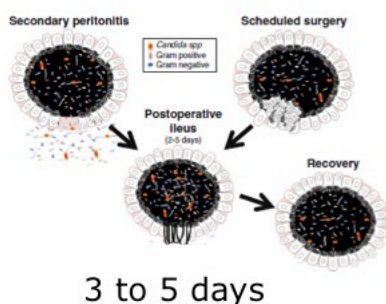 Secondary peritonitis
Scheduled surgery
Candida spp
Gram positive
Gram negative
Postoperative
ileus
(2-5 days)
Recovery
3 to 5 days